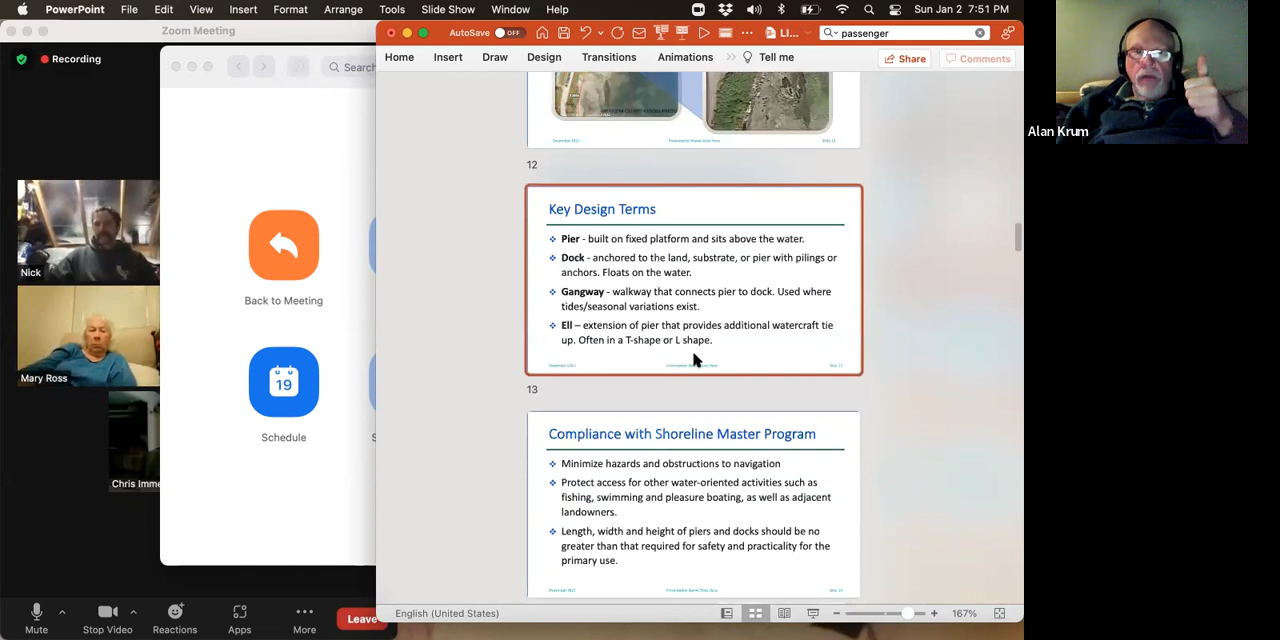 PowerPoint File Edit View Insert Format Arrange Tools Slide Show Window Help Sun Jan 2 7:51 PM
Zoom Meeting
AutoSave OFF LI... passenger
Recording
Search
Home Insert Draw Design Transitions Animations Tell me Share Comments
Alan Krum
12
Key Design Terms
Pier - built on fixed platform and sits above the water.
Dock - anchored to the land, substrate, or pier with pilings or
anchors. Floats on the water.
Gangway - walkway that connects pier to dock. Used where
tides/seasonal variations exist.
Ell – extension of pier that provides additional watercraft tie
up. Often in a T-shape or L shape.
13
Compliance with Shoreline Master Program
Minimize hazards and obstructions to navigation
Protect access for other water-oriented activities such as
fishing, swimming and pleasure boating, as well as adjacent
landowners.
Length, width and height of piers and docks should be no
greater than that required for safety and practicality for the
primary use.
Nick
Back to Meeting
Mary Ross
19
Schedule
Chris Imme
Mute Stop Video Reactions Apps More Leave
English (United States) 167%